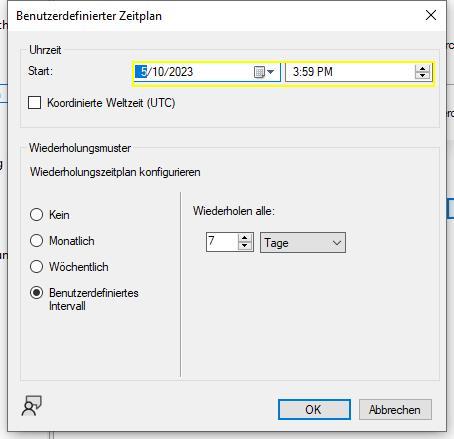 Benutzerdefinierter Zeitplan
Uhrzeit
Start: 5/10/2023 3:59 PM
Koordinierte Weltzeit (UTC)
Wiederholungsmuster
Wiederholungszeitplan konfigurieren
Kein
Monatlich
Wöchentlich
Benutzerdefiniertes
Intervall
Wiederholen alle:
7 Tage
OK Abbrechen